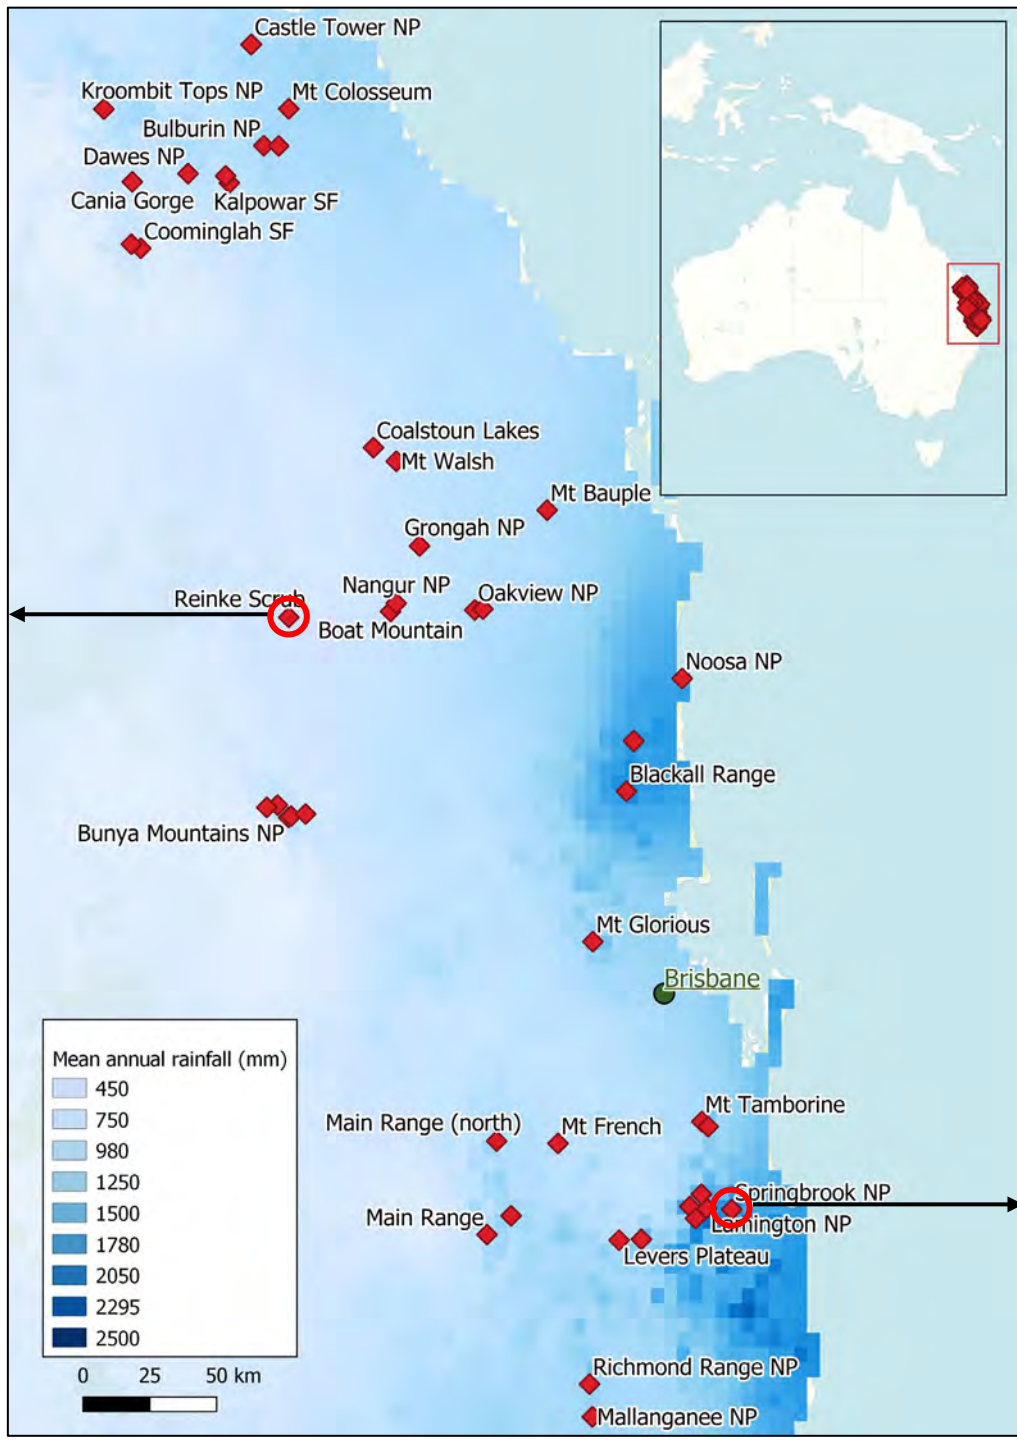 Castle Tower NP
Kroombit Tops NP
Mt Colosseum
Bulburin NP
Dawes NP
Cania Gorge
Kalpowar SF
Coominglah SF
Coalstoun Lakes
Mt Walsh
Mt Bauple
Grongah NP
Nangur NP
Oakview NP
Reinke Scrub
Boat Mountain
Noosa NP
Blackall Range
Bunya Mountains NP
Mt Glorious
Brisbane
Mean annual rainfall (mm)
450
750
980
1250
1500
1780
2050
2295
2500
0 25 50 km
Mt Tamborine
Main Range (north)
Mt French
Springbrook NP
Main Range
Lamington NP
Levers Plateau
Richmond Range NP
Mallanganee NP